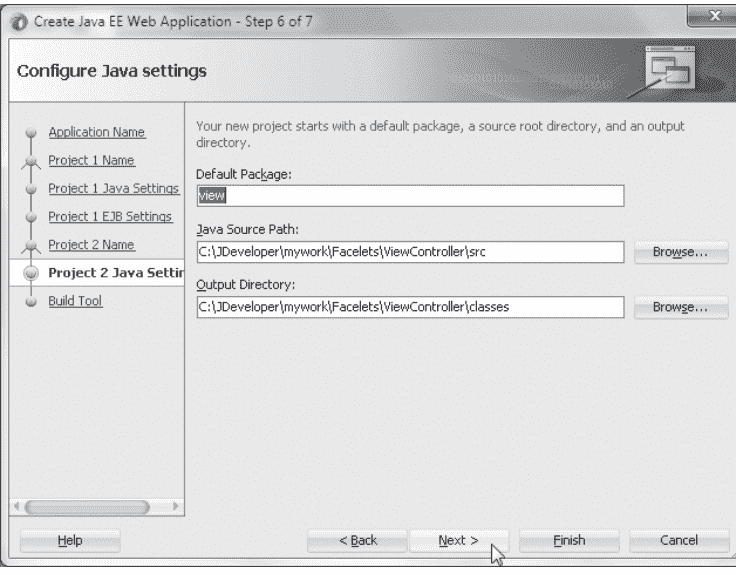 Create Java EE Web Application - Step 6 of 7
Configure Java settings
Application Name
Project 1 Name
Project 1 Java Settings
Project 1 EJB Settings
Project 2 Name
Project 2 Java Settin
Build Tool
Your new project starts with a default package, a source root directory, and an output
directory.
Default Package:
view
Java Source Path:
C:\JDeveloper\mywork\Facelets\ViewController\src
Browse...
Output Directory:
C:\JDeveloper\mywork\Facelets\ViewController\classes
Browse...
Help
< Back
Next >
Finish
Cancel